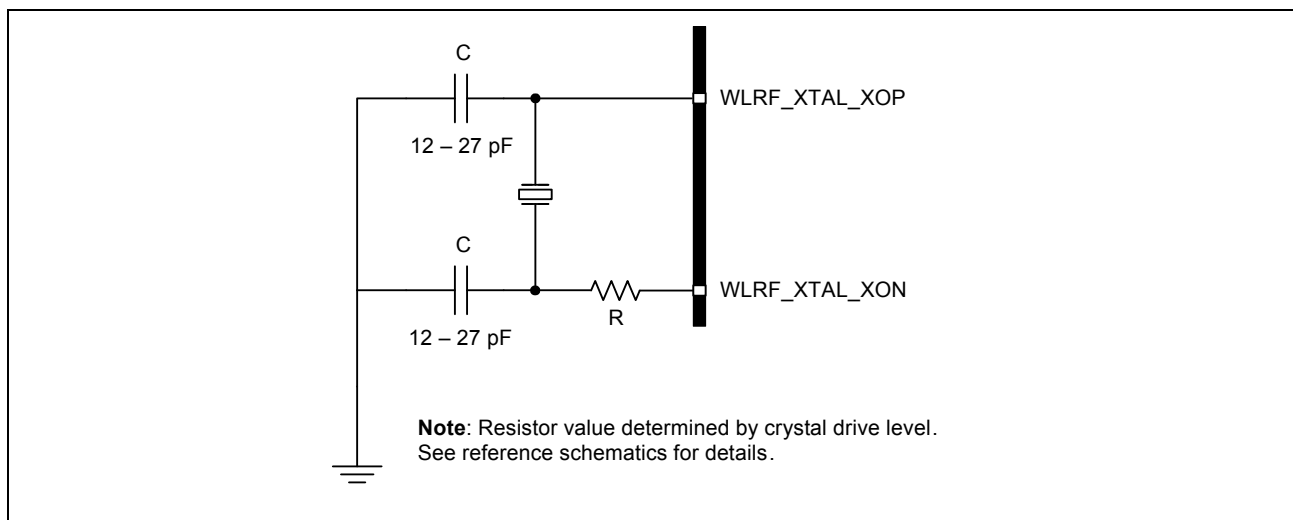 C
WLRF_XTAL_XOP
12 – 27 pF
C
WLRF_XTAL_XON
R
12 – 27 pF
Note: Resistor value determined by crystal drive level.
See reference schematics for details.